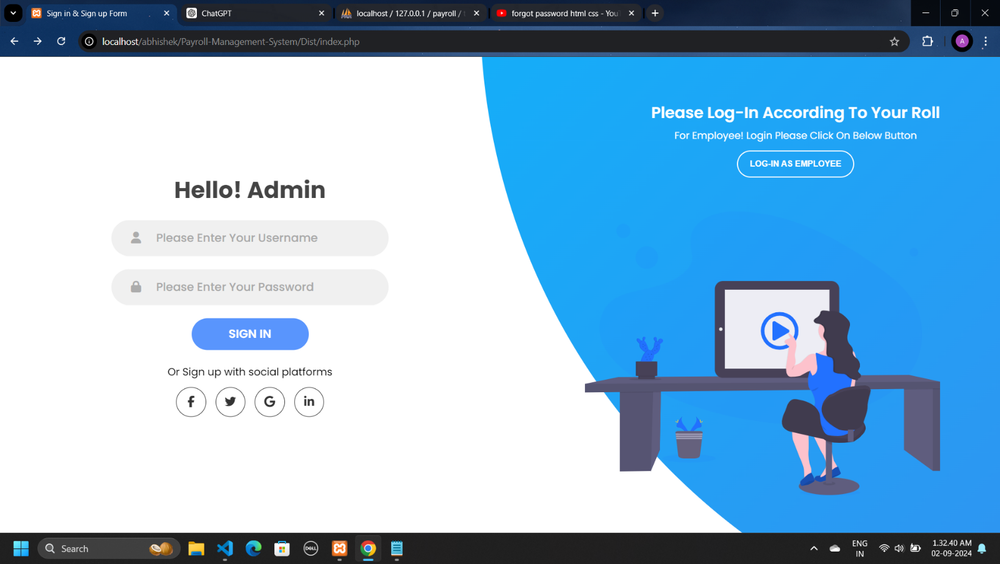 Sign in & Sign up Form
ChatGPT
localhost / 127.0.0.1 / payroll /
forgot password html css - You
localhost/abhishek/Payroll-Management-System/Dist/index.php
A
Please Log-In According To Your Roll
For Employee! Login Please Click On Below Button
LOG-IN AS EMPLOYEE
Hello! Admin
Please Enter Your Username
Please Enter Your Password
SIGN IN
Or Sign up with social platforms
f
G
in
Search
DELL
ENG
IN
1.32.40 AM
02-09-2024